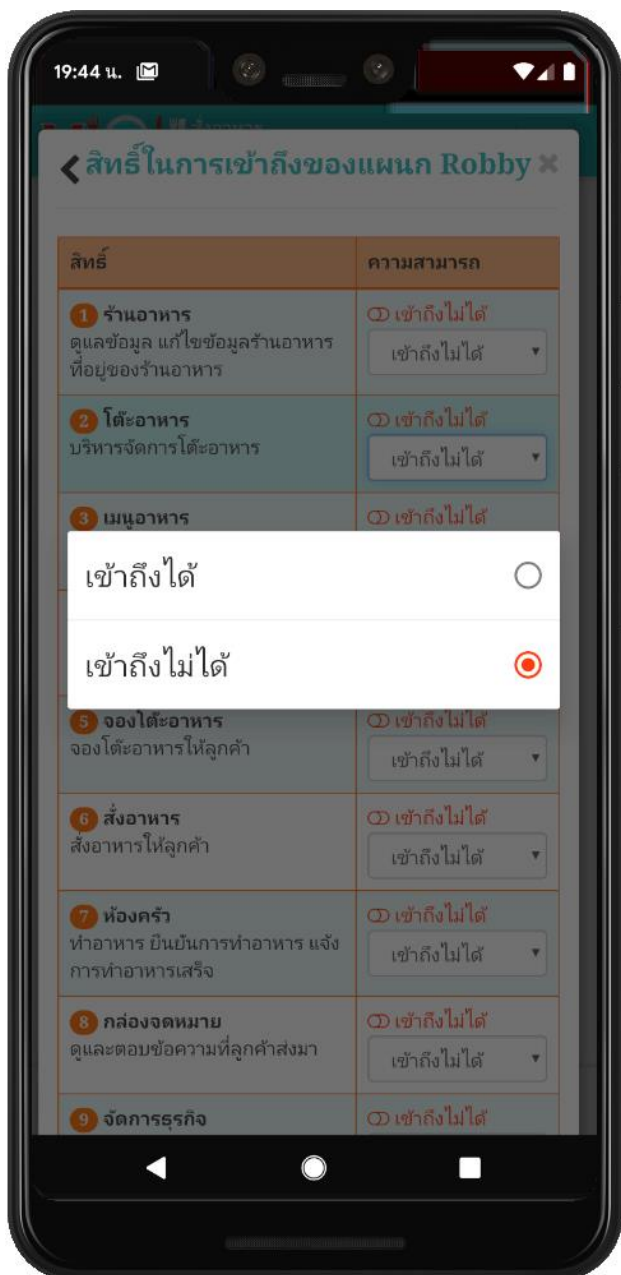 19:44 น.
สั่งอาหาร
สิทธิ์ในการเข้าถึงของแผนก Robby ×
สิทธิ์ ความสามารถ
1 ร้านอาหาร
ดูแลข้อมูล แก้ไขข้อมูลร้านอาหาร
ที่อยู่ของร้านอาหาร
เข้าถึงไม่ได้
เข้าถึงไม่ได้
2 โต๊ะอาหาร
บริหารจัดการโต๊ะอาหาร
เข้าถึงไม่ได้
เข้าถึงไม่ได้
3 เมนูอาหาร
เข้าถึงไม่ได้
เข้าถึงได้
เข้าถึงไม่ได้
5 จองโต๊ะอาหาร
จองโต๊ะอาหารให้ลูกค้า
เข้าถึงไม่ได้
เข้าถึงไม่ได้
6 สั่งอาหาร
สั่งอาหารให้ลูกค้า
เข้าถึงไม่ได้
เข้าถึงไม่ได้
7 ห้องครัว
ทำอาหาร ยืนยันการทำอาหาร แจ้ง
การทำอาหารเสร็จ
เข้าถึงไม่ได้
เข้าถึงไม่ได้
8 กล่องจดหมาย
ดูและตอบข้อความที่ลูกค้าส่งมา
เข้าถึงไม่ได้
เข้าถึงไม่ได้
9 จัดการธุรกิจ
เข้าถึงไม่ได้